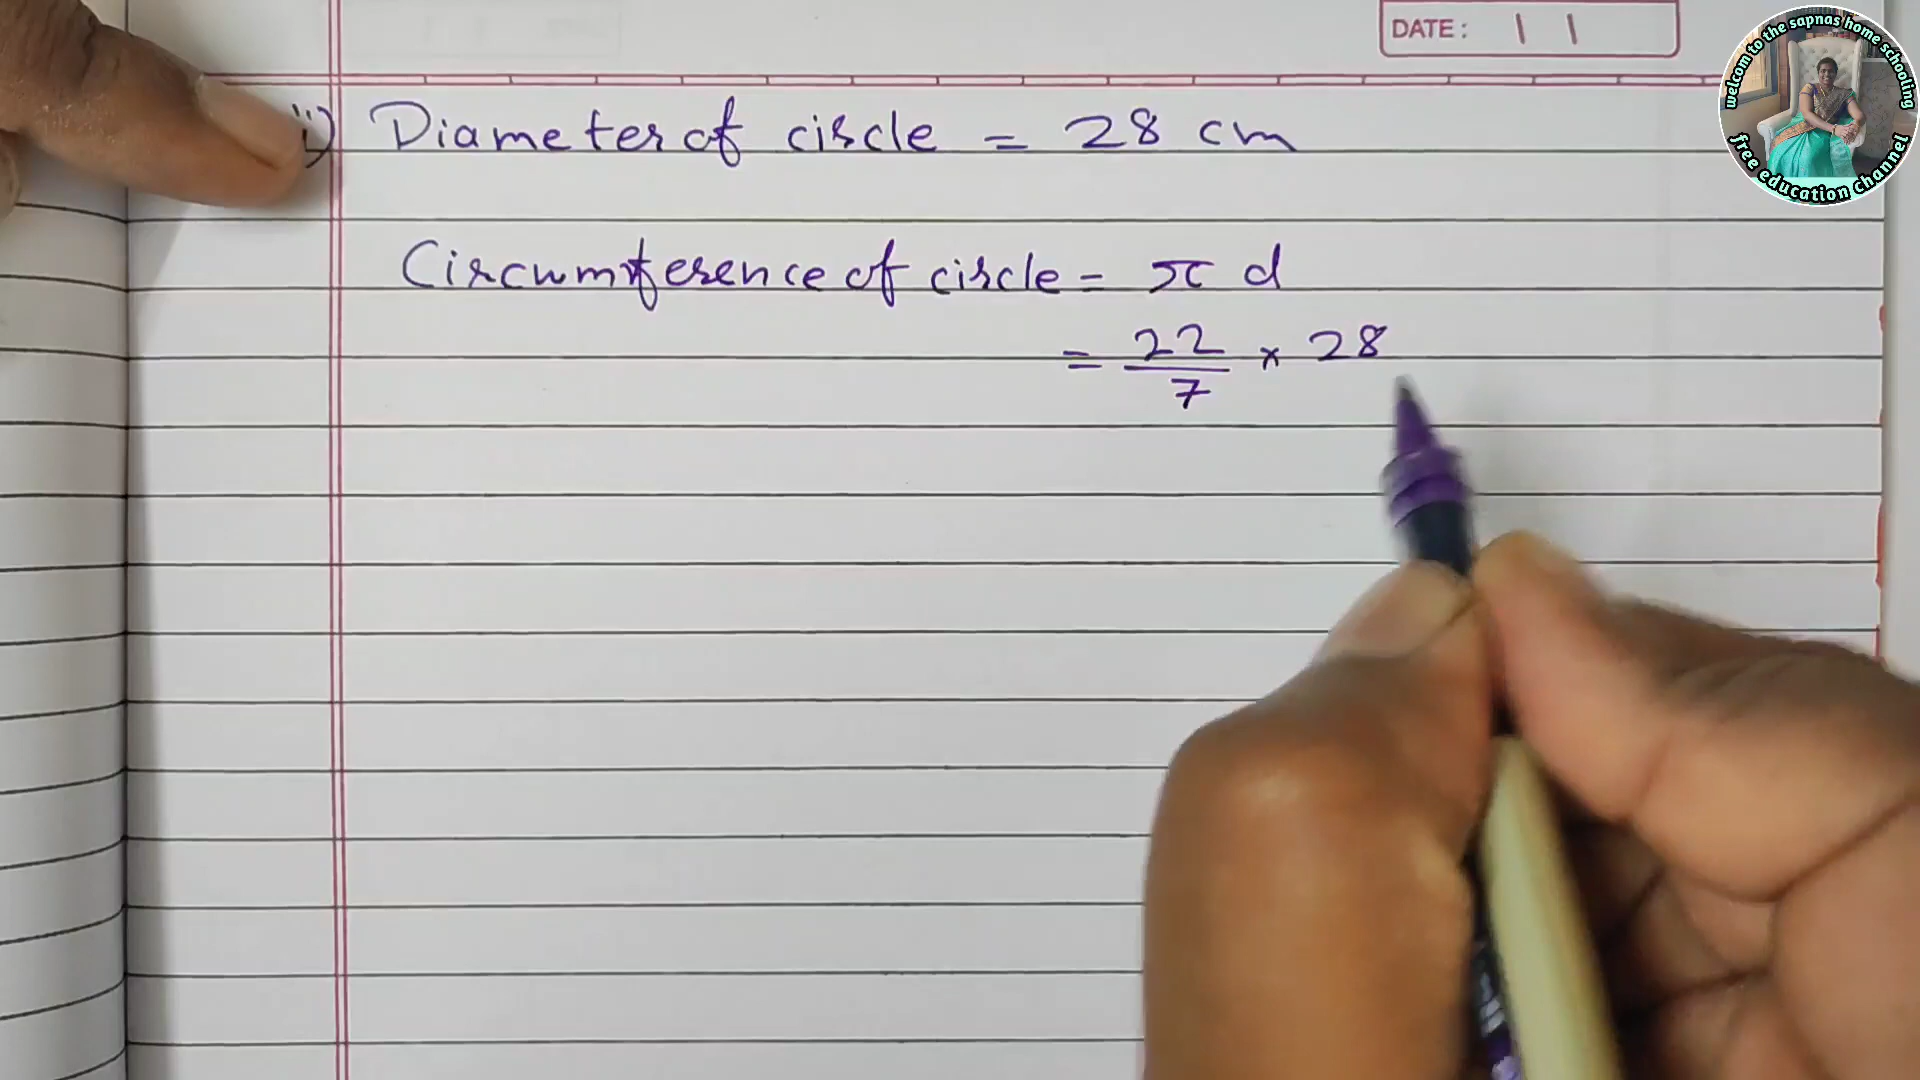 DATE :
ii) Diameter of circle = 28 cm
Circumference of circle = π d
= 22/7 × 28
welcom to the sapnas home schooling
free education channel